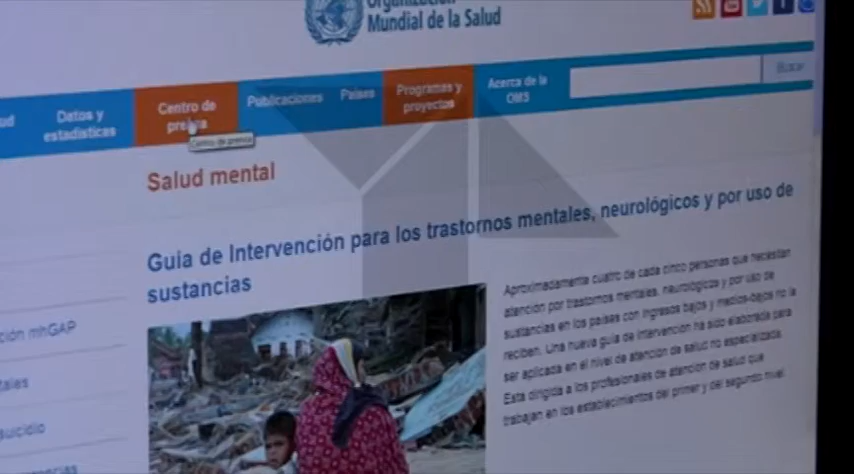 Organización
Mundial de la Salud
Datos y
estadísticas
Centro de
prensa
Publicaciones
Países
Programas y
proyectos
Acerca de la
OMS
Buscar
Centro de prensa
Salud mental
Guia de Intervención para los trastornos mentales, neurológicos y por uso de
sustancias
Aproximadamente cuatro de cada cinco personas que necesitan
atención por trastornos mentales, neurológicos y por uso de
sustancias en los países con ingresos bajos y medios-bajos no la
reciben. Una nueva guía de intervención ha sido elaborada para
ser aplicada en el nivel de atención de salud no especializada.
Esta dirigida a los profesionales de atención de salud que
trabajan en los establecimientos del primer y del segundo nivel.
ción mhGAP
tales
suicidio